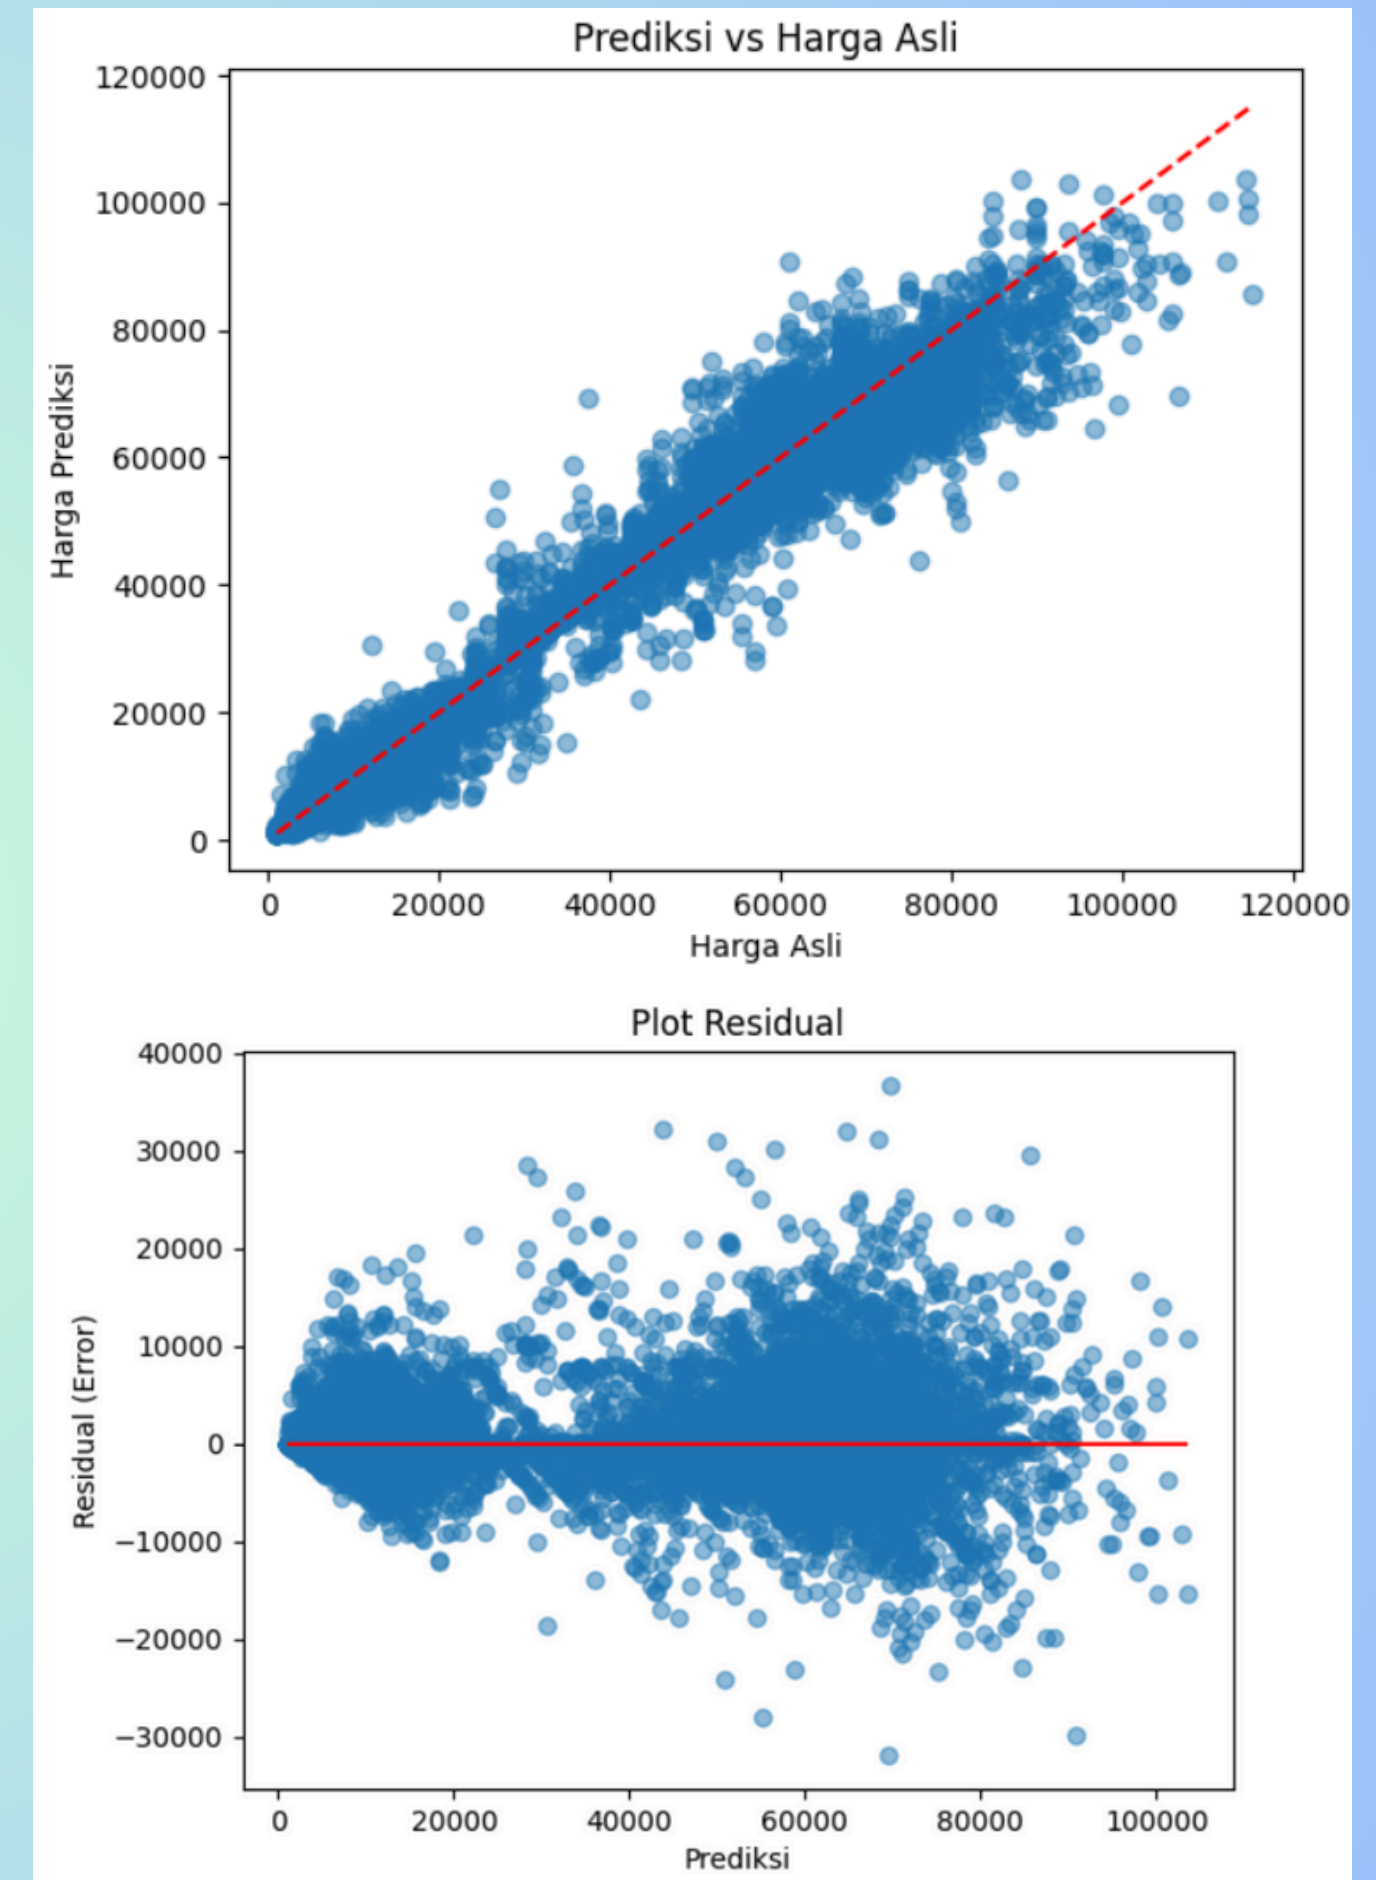 Prediksi vs Harga Asli
120000
100000
80000
60000
40000
20000
0
Harga Prediksi
0 20000 40000 60000 80000 100000 120000
Harga Asli
Plot Residual
40000
30000
20000
10000
0
−10000
−20000
−30000
Residual (Error)
0 20000 40000 60000 80000 100000
Prediksi